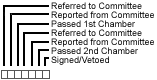 Referred to Committee
Reported from Committee
Passed 1st Chamber
Referred to Committee
Reported from Committee
Passed 2nd Chamber
Signed/Vetoed